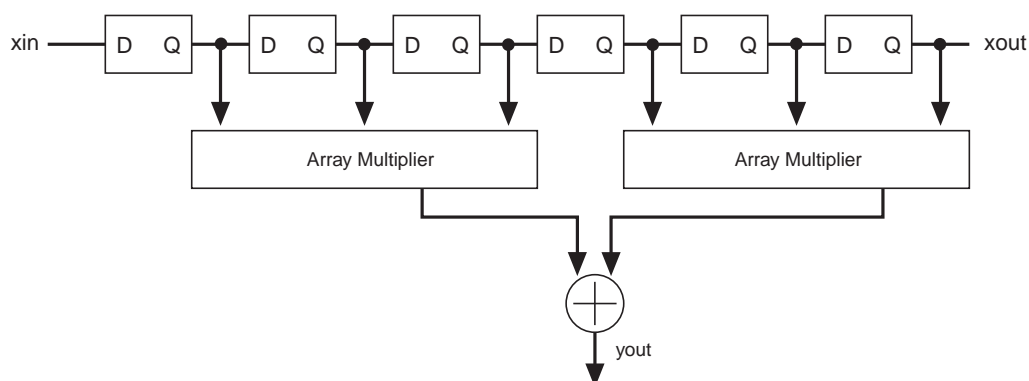 xin D Q D Q D Q D Q D Q D Q xout
Array Multiplier Array Multiplier
yout